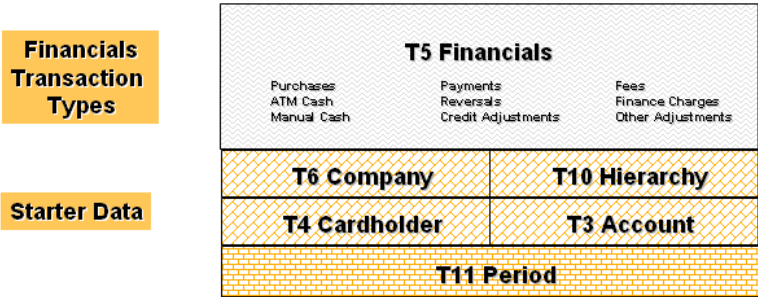 Financials
Transaction
Types
T5 Financials
Purchases Payments Fees
ATM Cash Reversals Finance Charges
Manual Cash Credit Adjustments Other Adjustments
T6 Company T10 Hierarchy
Starter Data
T4 Cardholder T3 Account
T11 Period